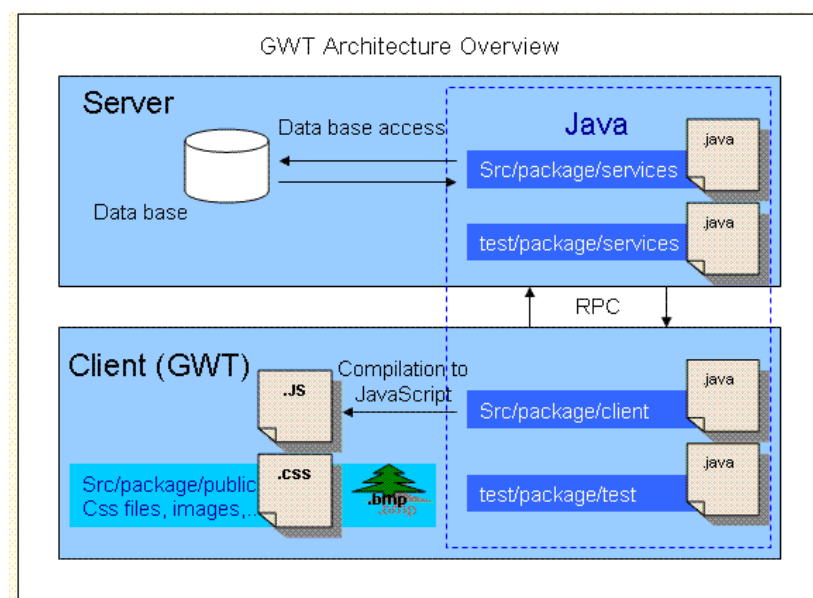 GWT Architecture Overview
Server
Data base access
Java
.java
Src/package/services
Data base
.java
test/package/services
RPC
Client (GWT)
Compilation to
JavaScript
.JS
.java
Src/package/client
.css
Src/package/public
Css files, images,..
.bmp
.bmp
.java
test/package/test